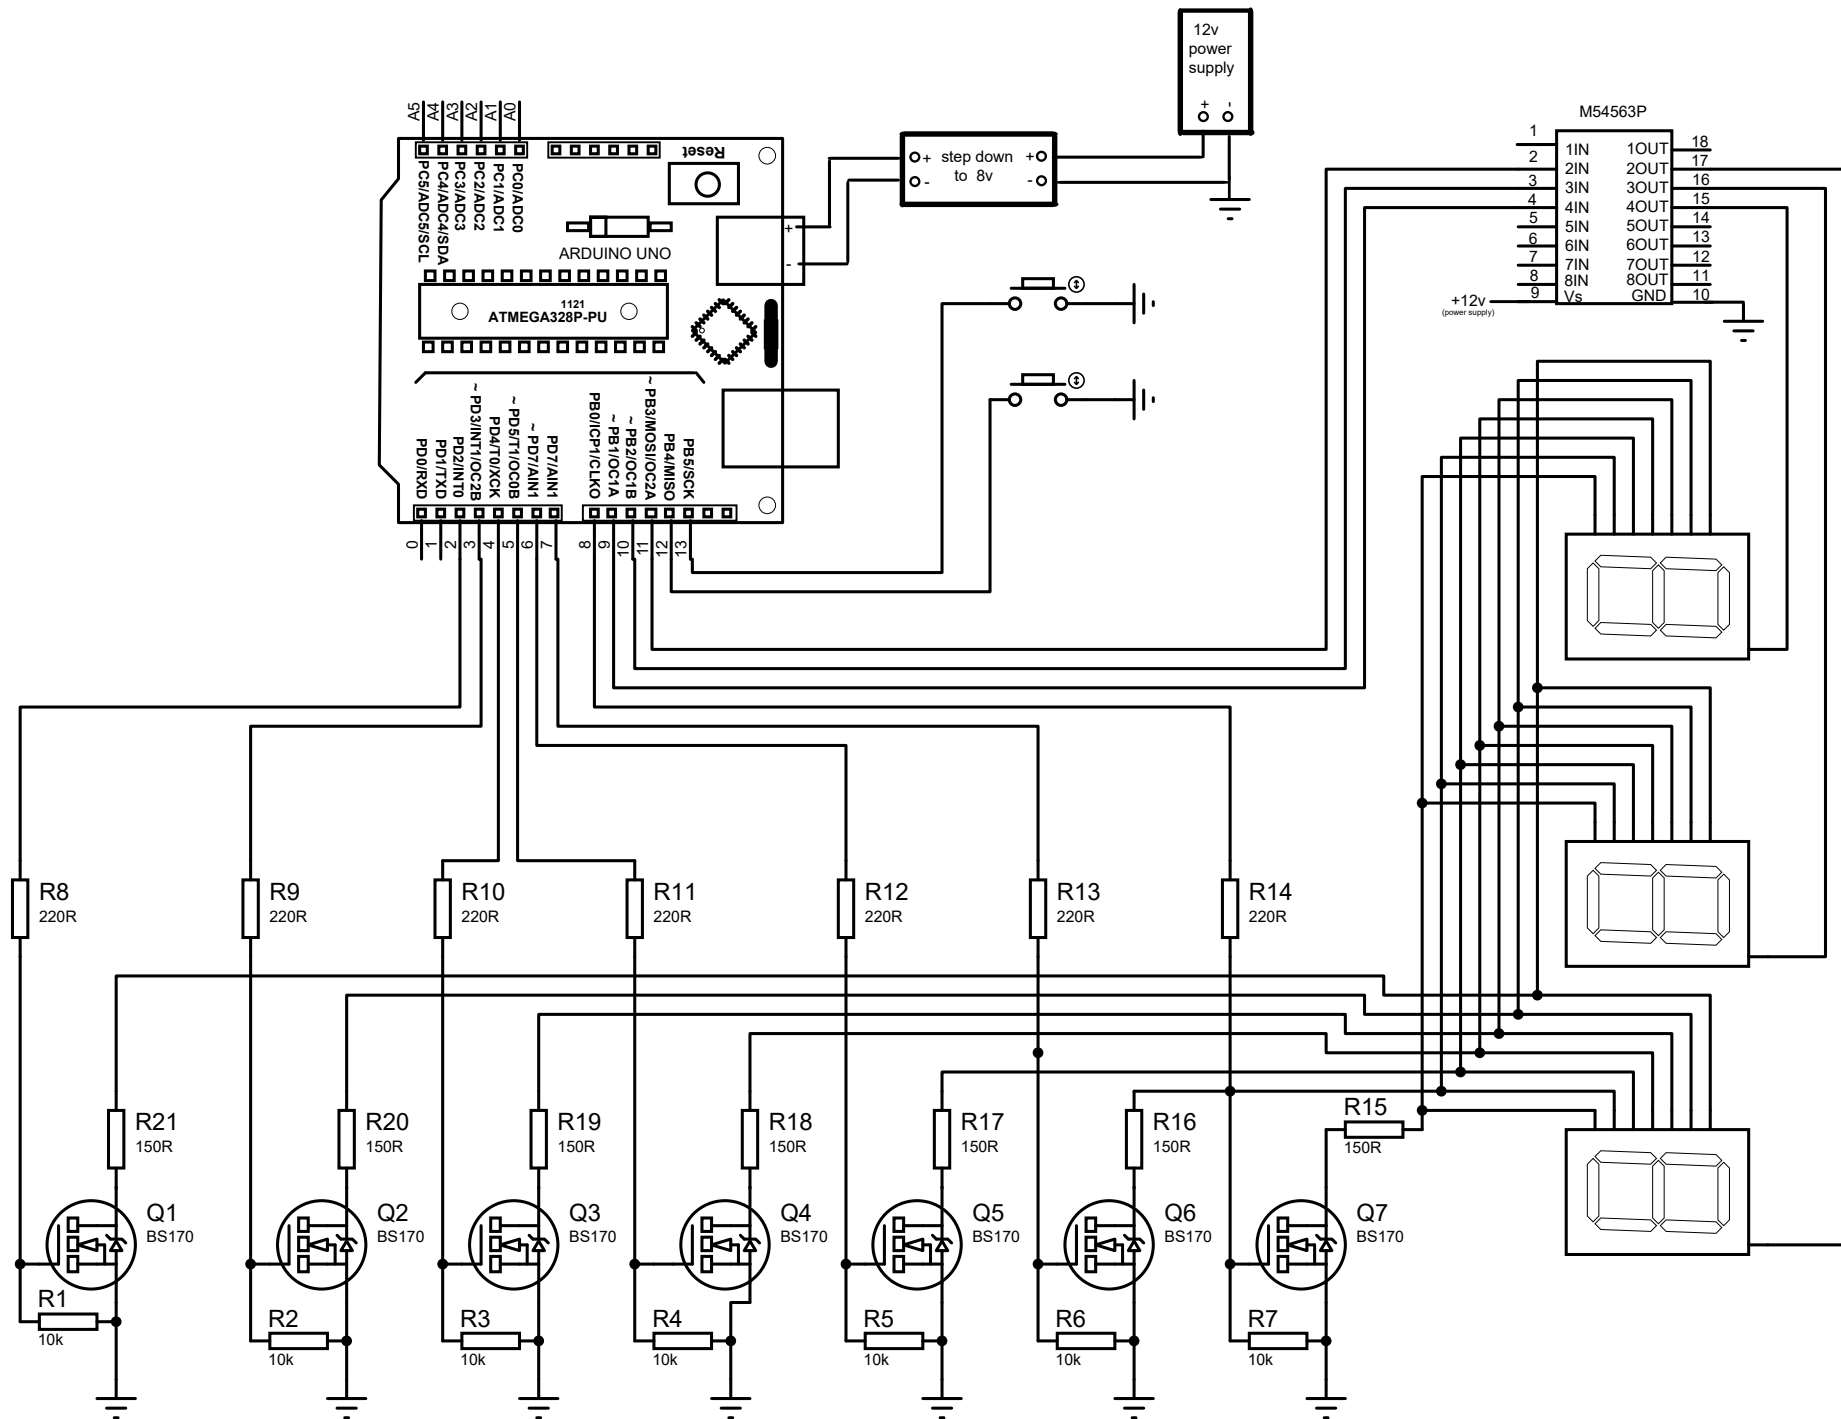 12v
power
supply
+ -
A5 A4 A3 A2 A1 A0
PC5/ADC5/SCL
PC4/ADC4/SDA
PC3/ADC3
PC2/ADC2
PC1/ADC1
PC0/ADC0
Reset
ARDUINO UNO
1121
ATMEGA328P-PU
+
-
+ step down +
- to 8v -
PD0/RXD
PD1/TXD
PD2/INT0
~ PD3/INT1/OC2B
PD4/T0/XCK
~ PD5/T1/OC0B
~ PD7/AIN1
PD7/AIN1
PB0/ICP1/CLKO
~ PB1/OC1A
~ PB2/OC1B
~ PB3/MOSI/OC2A
PB4/MISO
PB5/SCK
0 1 2 3 4 5 6 7 8 9 10 11 12 13
M54563P
1 1IN 1OUT 18
2 2IN 2OUT 17
3 3IN 3OUT 16
4 4IN 4OUT 15
5 5IN 5OUT 14
6 6IN 6OUT 13
7 7IN 7OUT 12
8 8IN 8OUT 11
+12v 9 Vs GND 10
(power supply)
R8
220R
R9
220R
R10
220R
R11
220R
R12
220R
R13
220R
R14
220R
R21
150R
R20
150R
R19
150R
R18
150R
R17
150R
R16
150R
R15
150R
Q1
BS170
Q2
BS170
Q3
BS170
Q4
BS170
Q5
BS170
Q6
BS170
Q7
BS170
R1
10k
R2
10k
R3
10k
R4
10k
R5
10k
R6
10k
R7
10k